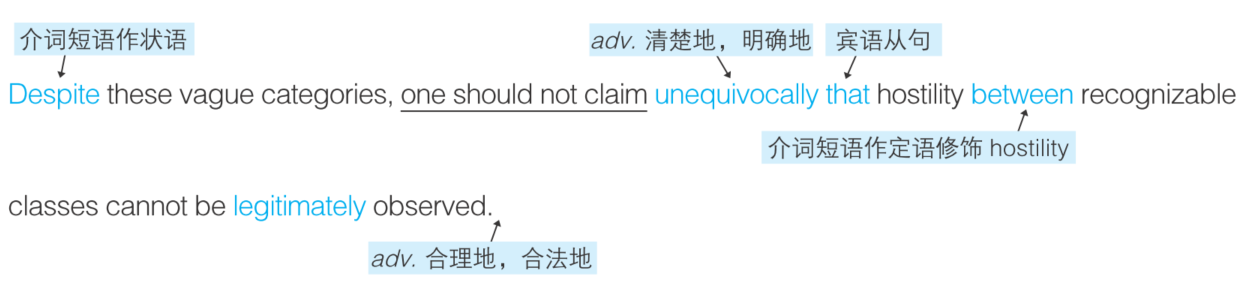 介词短语作状语
adv. 清楚地，明确地
宾语从句
Despite these vague categories, one should not claim unequivocally that hostility between recognizable
介词短语作定语修饰 hostility
classes cannot be legitimately observed.
adv. 合理地，合法地